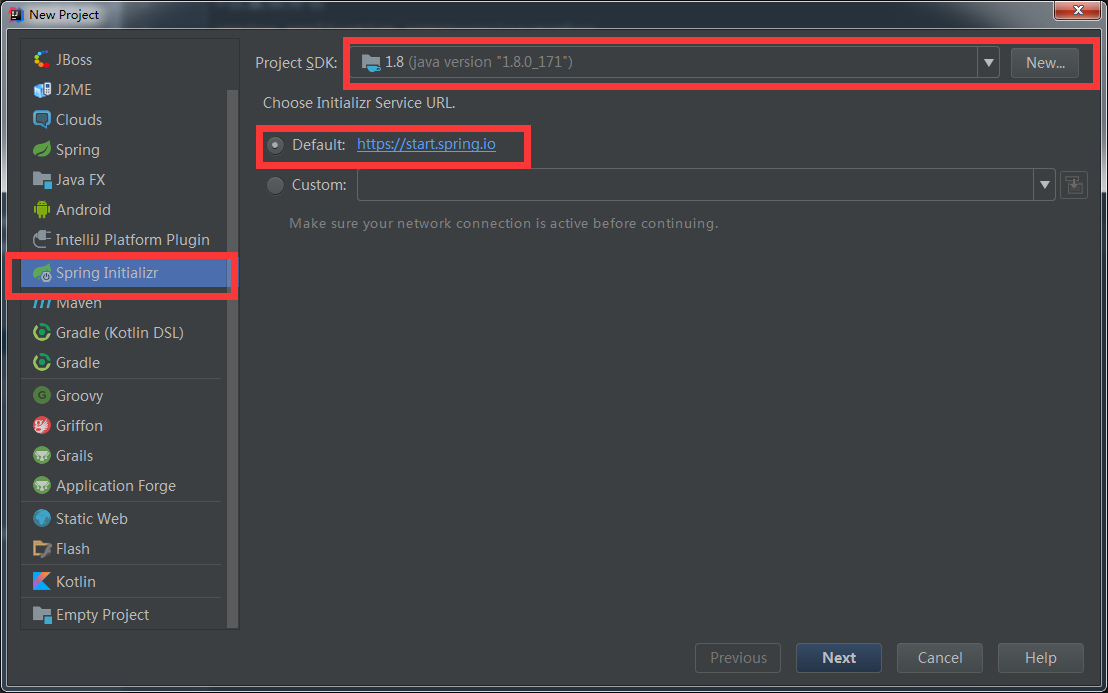 New Project
JBoss
J2ME
Clouds
Spring
Java FX
Android
IntelliJ Platform Plugin
Spring Initializr
Maven
Gradle (Kotlin DSL)
Gradle
Groovy
Griffon
Grails
Application Forge
Static Web
Flash
Kotlin
Empty Project
Project SDK: 1.8 (java version "1.8.0_171") New...
Choose Initializr Service URL.
Default: https://start.spring.io
Custom:
Make sure your network connection is active before continuing.
Previous Next Cancel Help